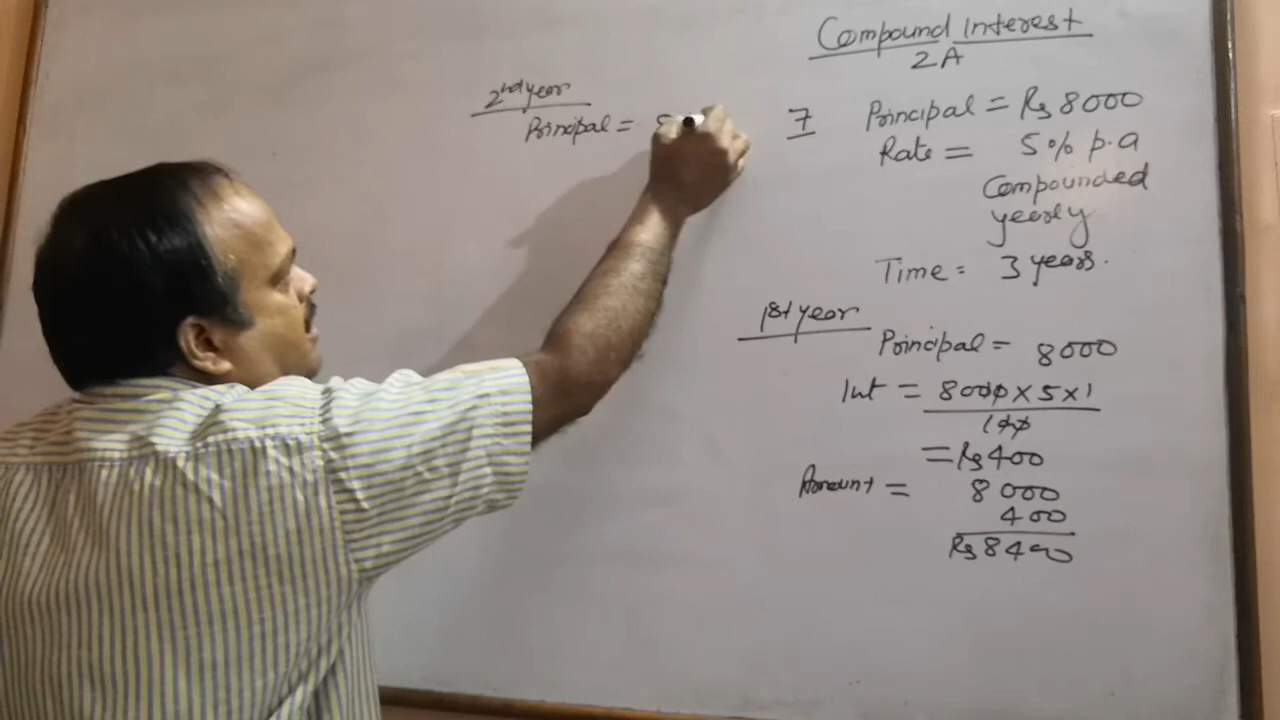 Compound Interest
2A
7 Principal = Rs 8000
Rate = 5% p.a
Compounded
yearly
Time = 3 years.
1st year
Principal = 8000
Int = 8000 x 5 x 1
100
= Rs 400
Amount = 8000
400
Rs 8400
2nd year
Principal = 8